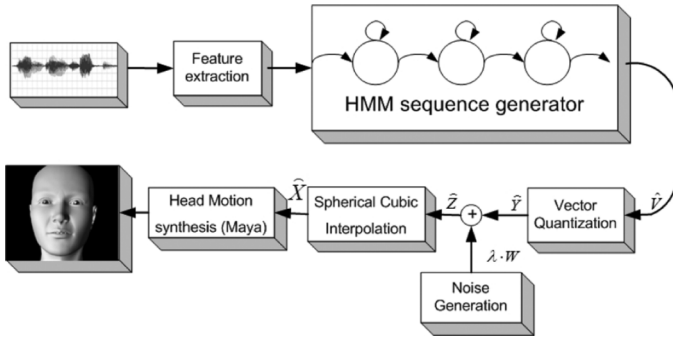 Feature
extraction
HMM sequence generator
Head Motion
synthesis (Maya)
X̂
Spherical Cubic
Interpolation
Ẑ
+
Ŷ
Vector
Quantization
V̂
λ·W
Noise
Generation